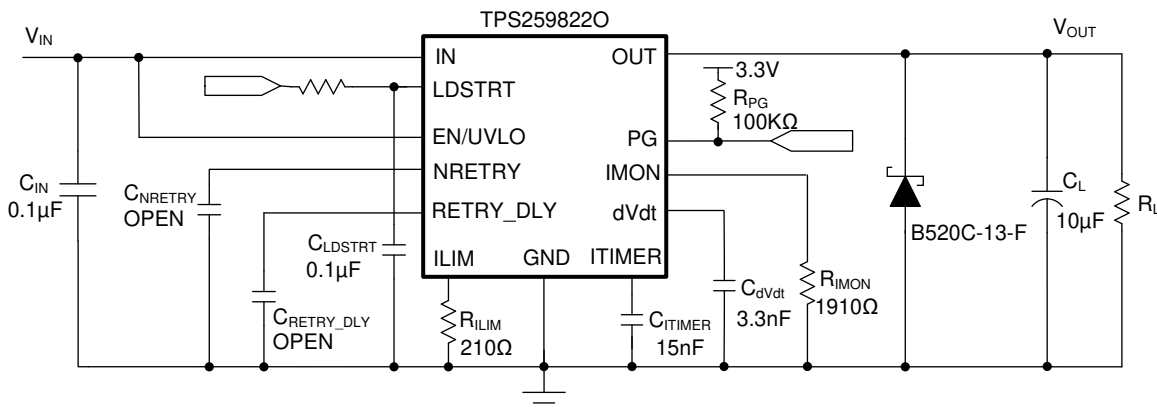 TPS259822O
V_IN
IN
OUT
V_OUT
LDSTRT
3.3V
R_PG
100KΩ
EN/UVLO
PG
NRETRY
IMON
C_IN
0.1µF
C_NRETRY
OPEN
RETRY_DLY
dVdt
C_L
10µF
R_L
B520C-13-F
C_LDSTRT
0.1µF
ILIM
GND
ITIMER
C_RETRY_DLY
OPEN
R_ILIM
210Ω
C_ITIMER
15nF
C_dVdt
3.3nF
R_IMON
1910Ω